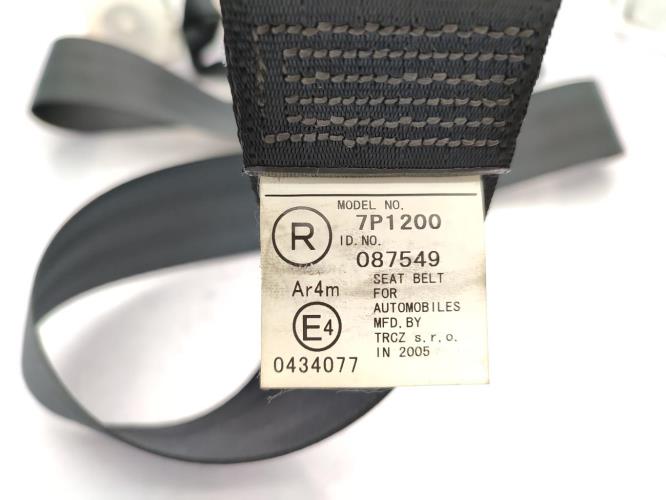 MODEL NO.
7P1200
R
ID. NO.
087549
Ar4m
SEAT BELT
FOR
AUTOMOBILES
MFD. BY
TRCZ s.r.o.
IN 2005
E4
0434077